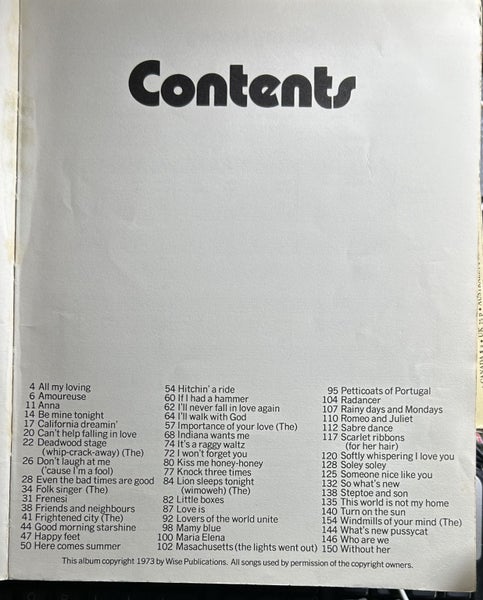 Contents
4 All my loving
6 Amoureuse
11 Anna
14 Be mine tonight
17 California dreamin'
20 Can't help falling in love
22 Deadwood stage
(whip-crack-away) (The)
26 Don't laugh at me
('cause I'm a fool)
28 Even the bad times are good
34 Folk singer (The)
31 Frenesi
38 Friends and neighbours
41 Frightened city (The)
44 Good morning starshine
47 Happy feet
50 Here comes summer
54 Hitchin' a ride
60 If I had a hammer
62 I'll never fall in love again
64 I'll walk with God
57 Importance of your love (The)
68 Indiana wants me
74 It's a raggy waltz
72 I won't forget you
80 Kiss me honey-honey
77 Knock three times
84 Lion sleeps tonight
(wimoweh) (The)
82 Little boxes
87 Love is
92 Lovers of the world unite
98 Mamy blue
100 Maria Elena
102 Masachusetts (the lights went out)
95 Petticoats of Portugal
104 Radancer
107 Rainy days and Mondays
110 Romeo and Juliet
112 Sabre dance
117 Scarlet ribbons
(for her hair)
120 Softly whispering I love you
128 Soley soley
125 Someone nice like you
132 So what's new
138 Steptoe and son
135 This world is not my home
140 Turn on the sun
154 Windmills of your mind (The)
144 What's new pussycat
146 Who are we
150 Without her
This album copyright 1973 by Wise Publications. All songs used by permission of the copyright owners.